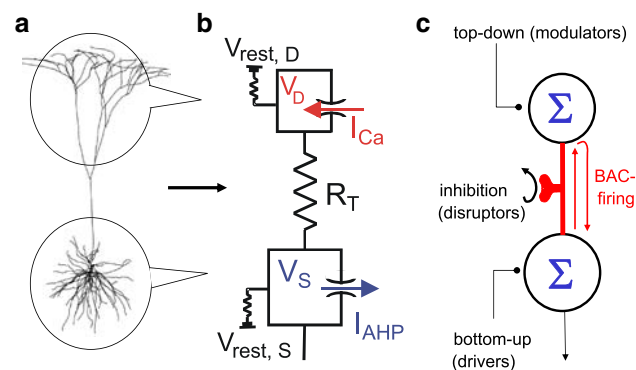 a
b
c
V_rest, D
V_D
I_Ca
R_T
V_S
I_AHP
V_rest, S
top-down (modulators)
Σ
BAC-
firing
inhibition
(disruptors)
Σ
bottom-up
(drivers)